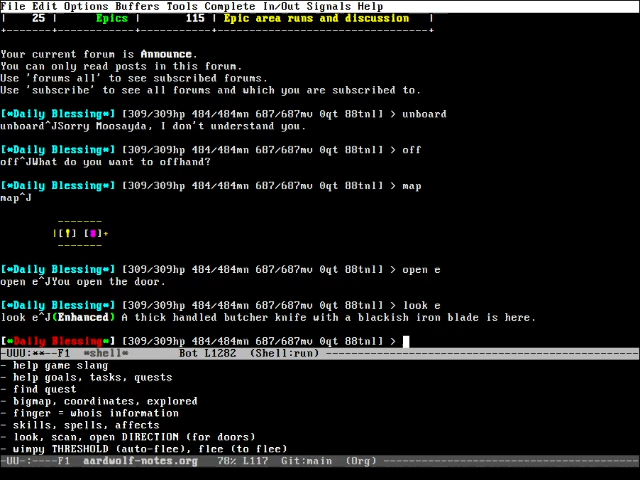 File Edit Options Buffers Tools Complete In/Out Signals Help
|  25  |       Epics       |      115  | Epic area runs and discussion      |
+------+-------------------+-----------+------------------------------------+
Your current forum is Announce.
You can only read posts in this forum.
Use 'forums all' to see subscribed forums.
Use 'subscribe' to see all forums and which you are subscribed to.
[*Daily Blessing*] [309/309hp 484/484mn 687/687mv 0qt 88tnl] > unboard
unboard^JSorry Moosayda, I don't understand you.
[*Daily Blessing*] [309/309hp 484/484mn 687/687mv 0qt 88tnl] > off
off^JWhat do you want to offhand?
[*Daily Blessing*] [309/309hp 484/484mn 687/687mv 0qt 88tnl] > map
map^J
-------
|[!] [■]+
-------
[*Daily Blessing*] [309/309hp 484/484mn 687/687mv 0qt 88tnl] > open e
open e^JYou open the door.
[*Daily Blessing*] [309/309hp 484/484mn 687/687mv 0qt 88tnl] > look e
look e^J(Enhanced) A thick handled butcher knife with a blackish iron blade is here.
[*Daily Blessing*] [309/309hp 484/484mn 687/687mv 0qt 88tnl] >
-UUU:**--F1  *shell*        Bot L1282  (Shell:run)
- help game slang
- help goals, tasks, quests
- find quest
- bigmap, coordinates, explored
- finger = whois information
- skills, spells, affects
- look, scan, open DIRECTION (for doors)
- wimpy THRESHOLD (auto-flee), flee (to flee)
-UU-:----F1  aardwolf-notes.org   78% L117  Git:main  (Org)